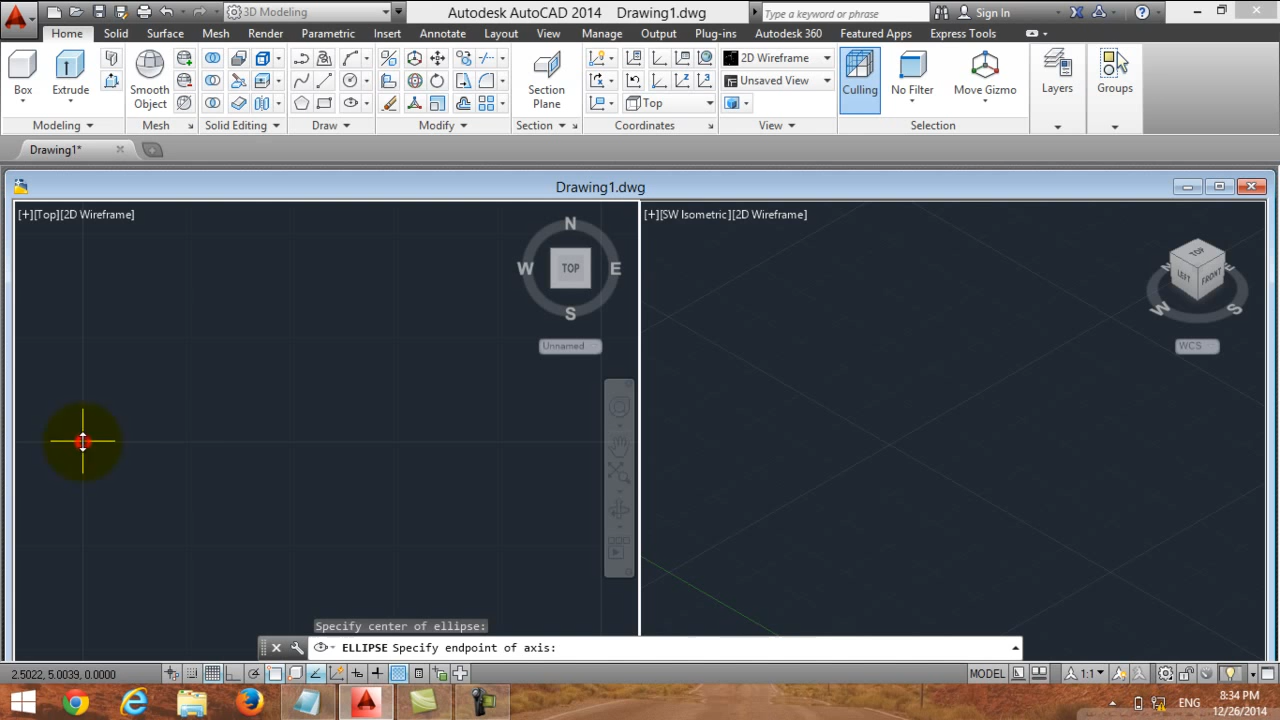 3D Modeling
Autodesk AutoCAD 2014 Drawing1.dwg
Type a keyword or phrase
Sign In
Home Solid Surface Mesh Render Parametric Insert Annotate Layout View Manage Output Plug-ins Autodesk 360 Featured Apps Express Tools
2D Wireframe
Unsaved View
Top
Box Extrude Smooth Object Section Plane Culling No Filter Move Gizmo Layers Groups
Modeling Mesh Solid Editing Draw Modify Section Coordinates View Selection
Drawing1*
Drawing1.dwg
[+][Top][2D Wireframe]
[+][SW Isometric][2D Wireframe]
N
W TOP E
S
Unnamed
TOP
N E
LEFT FRONT
W S
WCS
Specify center of ellipse:
ELLIPSE Specify endpoint of axis:
2.5022, 5.0039, 0.0000
MODEL
1:1
ENG
8:34 PM
12/26/2014